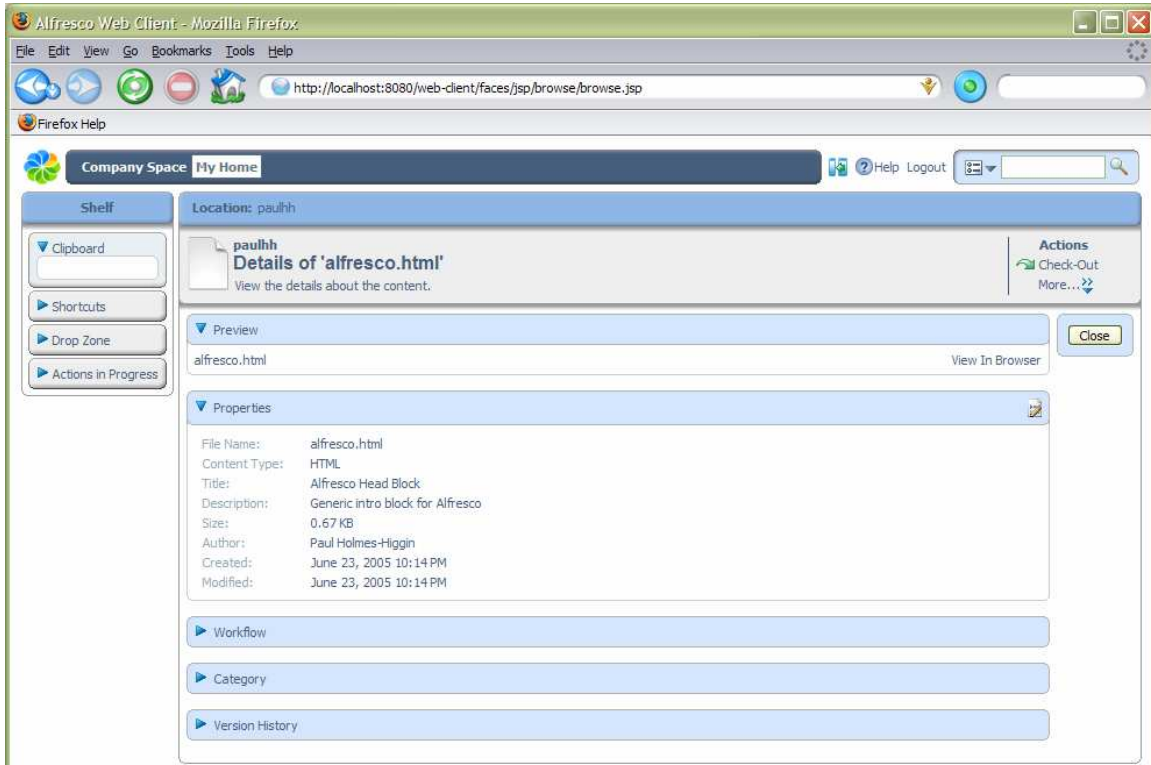 Alfresco Web Client - Mozilla Firefox
File Edit View Go Bookmarks Tools Help
http://localhost:8080/web-client/faces/jsp/browse/browse.jsp
Firefox Help
Company Space My Home
Help Logout
Shelf
Location: paulhh
Clipboard
Shortcuts
Drop Zone
Actions in Progress
paulhh
Details of 'alfresco.html'
View the details about the content.
Actions
Check-Out
More...
Preview
Close
alfresco.html View In Browser
Properties
File Name: alfresco.html
Content Type: HTML
Title: Alfresco Head Block
Description: Generic intro block for Alfresco
Size: 0.67 KB
Author: Paul Holmes-Higgin
Created: June 23, 2005 10:14 PM
Modified: June 23, 2005 10:14 PM
Workflow
Category
Version History